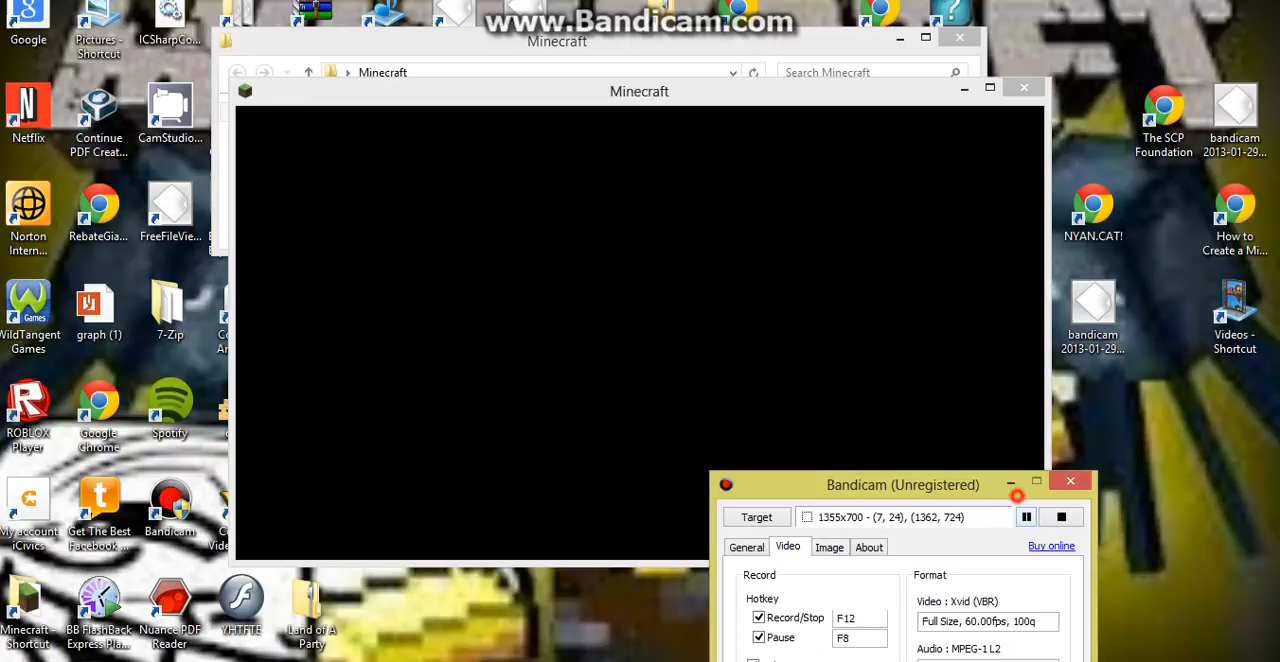 www.Bandicam.com
Google
Pictures -
Shortcut
ICSharpCo...
Minecraft
Minecraft
Search Minecraft
Minecraft
Netflix
Continue
PDF Creat...
CamStudio...
The SCP
Foundation
bandicam
2013-01-29...
Norton
Intern...
RebateGia...
FreeFileVie...
NYAN.CAT!
How to
Create a Mi...
WildTangent
Games
graph (1)
7-Zip
bandicam
2013-01-29...
Videos -
Shortcut
ROBLOX
Player
Google
Chrome
Spotify
My account
iCivics
Get The Best
Facebook ...
Bandicam
Minecraft -
Shortcut
BB FlashBack
Express Pla...
Nuance PDF
Reader
YHTFTE
Land of A
Party
Bandicam (Unregistered)
Target
1355x700 - (7, 24), (1362, 724)
General
Video
Image
About
Buy online
Record
Hotkey
Record/Stop
F12
Pause
F8
Format
Video : Xvid (VBR)
Full Size, 60.00fps, 100q
Audio : MPEG-1 L2